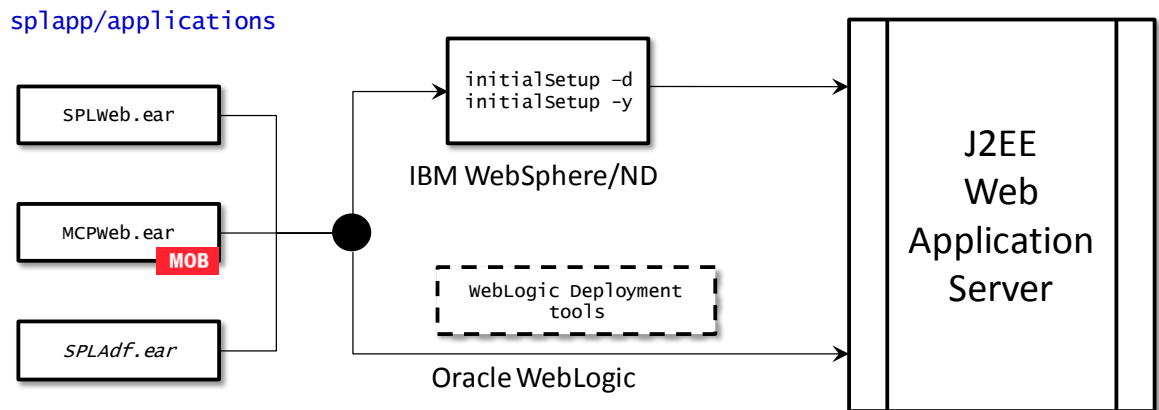 splapp/applications
SPLWeb.ear
MCPWeb.ear
MOB
SPLAdf.ear
initialSetup –d
initialSetup -y
IBM WebSphere/ND
WebLogic Deployment
tools
Oracle WebLogic
J2EE
Web
Application
Server